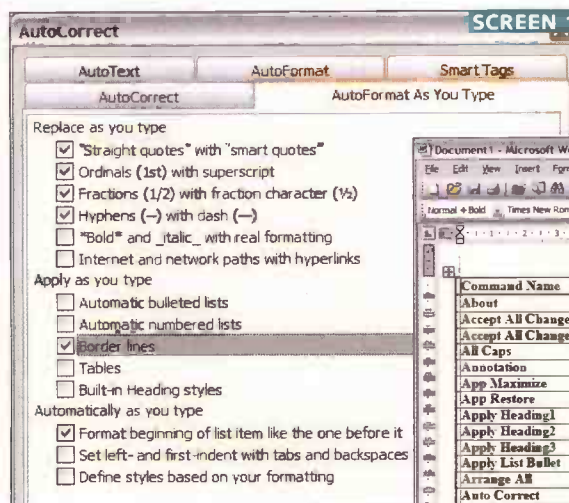 SCREEN 1
AutoCorrect
AutoText AutoFormat Smart Tags
AutoCorrect AutoFormat As You Type
Replace as you type
"Straight quotes" with "smart quotes"
Ordinals (1st) with superscript
Fractions (1/2) with fraction character (½)
Hyphens (--) with dash (—)
*Bold* and _italic_ with real formatting
Internet and network paths with hyperlinks
Apply as you type
Automatic bulleted lists
Automatic numbered lists
Border lines
Tables
Built-in Heading styles
Automatically as you type
Format beginning of list item like the one before it
Set left- and first-indent with tabs and backspaces
Define styles based on your formatting
Document1 - Microsoft Wo
File Edit View Insert Form
Normal + Bold Times New Rom
1 2 3
Command Name
About
Accept All Change
Accept All Change
All Caps
Annotation
App Maximize
App Restore
Apply Heading1
Apply Heading2
Apply Heading3
Apply List Bullet
Arrange All
Auto Correct